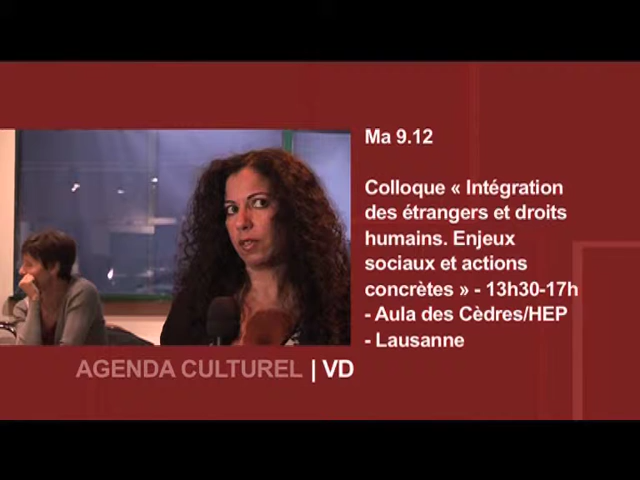 Ma 9.12
Colloque « Intégration
des étrangers et droits
humains. Enjeux
sociaux et actions
concrètes » - 13h30-17h
- Aula des Cèdres/HEP
- Lausanne
AGENDA CULTUREL | VD